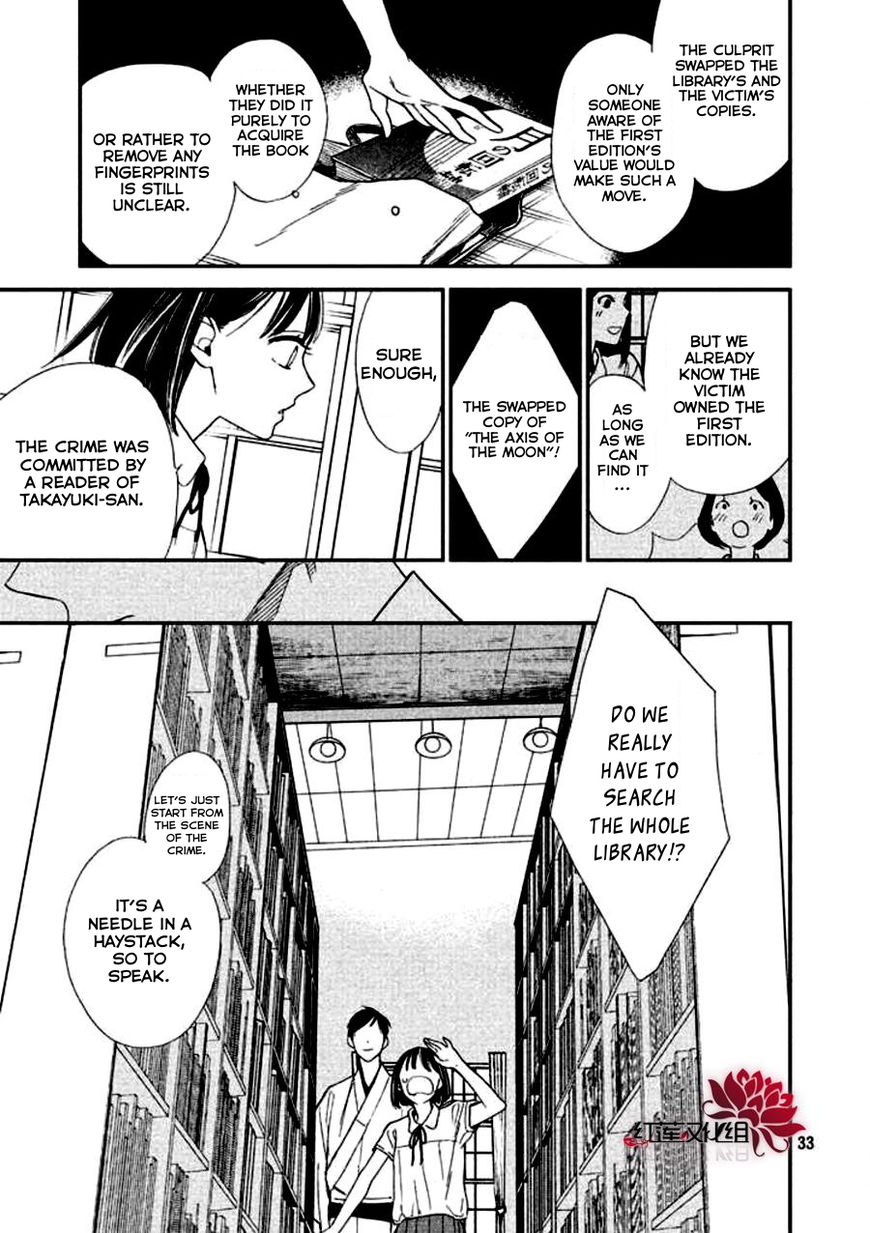 THE CULPRIT
SWAPPED THE
LIBRARY'S AND
THE VICTIM'S
COPIES.
ONLY
SOMEONE
AWARE OF
THE FIRST
EDITION'S
VALUE WOULD
MAKE SUCH A
MOVE.
WHETHER
THEY DID IT
PURELY TO
ACQUIRE
THE BOOK
OR RATHER TO
REMOVE ANY
FINGERPRINTS
IS STILL
UNCLEAR.
BUT WE
ALREADY
KNOW THE
VICTIM
OWNED THE
FIRST
EDITION.
AS
LONG
AS WE
CAN
FIND IT
...
THE SWAPPED
COPY OF
"THE AXIS OF
THE MOON"!
SURE
ENOUGH,
THE CRIME WAS
COMMITTED BY
A READER OF
TAKAYUKI-SAN.
DO WE
REALLY
HAVE TO
SEARCH
THE WHOLE
LIBRARY!?
LET'S JUST
START FROM
THE SCENE
OF THE
CRIME.
IT'S A
NEEDLE IN A
HAYSTACK,
SO TO
SPEAK.
红莲汉化组
33